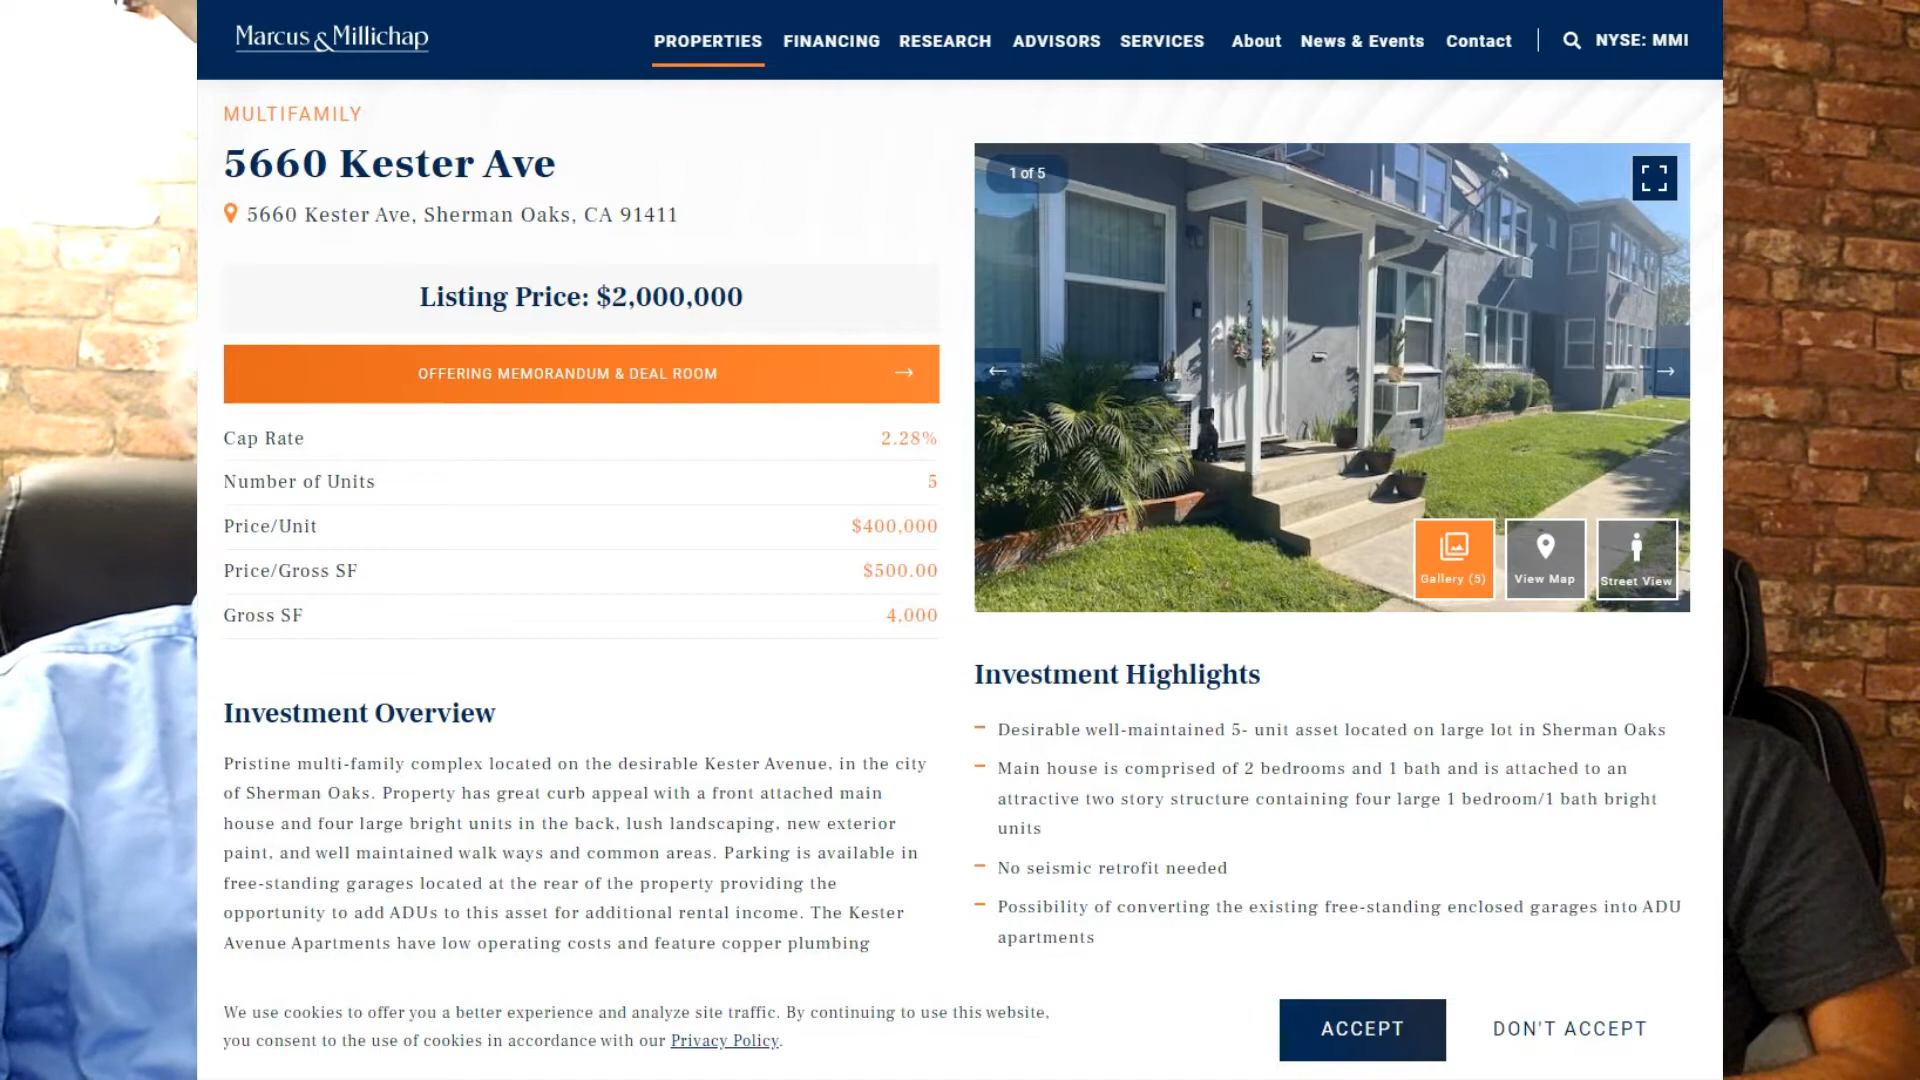 Marcus & Millichap
PROPERTIES FINANCING RESEARCH ADVISORS SERVICES About News & Events Contact NYSE: MMI
MULTIFAMILY
5660 Kester Ave
5660 Kester Ave, Sherman Oaks, CA 91411
Listing Price: $2,000,000
OFFERING MEMORANDUM & DEAL ROOM
Cap Rate 2.28%
Number of Units 5
Price/Unit $400,000
Price/Gross SF $500.00
Gross SF 4,000
Investment Overview
Pristine multi-family complex located on the desirable Kester Avenue, in the city
of Sherman Oaks. Property has great curb appeal with a front attached main
house and four large bright units in the back, lush landscaping, new exterior
paint, and well maintained walk ways and common areas. Parking is available in
free-standing garages located at the rear of the property providing the
opportunity to add ADUs to this asset for additional rental income. The Kester
Avenue Apartments have low operating costs and feature copper plumbing
1 of 5
Gallery (5) View Map Street View
Investment Highlights
Desirable well-maintained 5- unit asset located on large lot in Sherman Oaks
Main house is comprised of 2 bedrooms and 1 bath and is attached to an
attractive two story structure containing four large 1 bedroom/1 bath bright
units
No seismic retrofit needed
Possibility of converting the existing free-standing enclosed garages into ADU
apartments
We use cookies to offer you a better experience and analyze site traffic. By continuing to use this website,
you consent to the use of cookies in accordance with our Privacy Policy.
ACCEPT DON'T ACCEPT